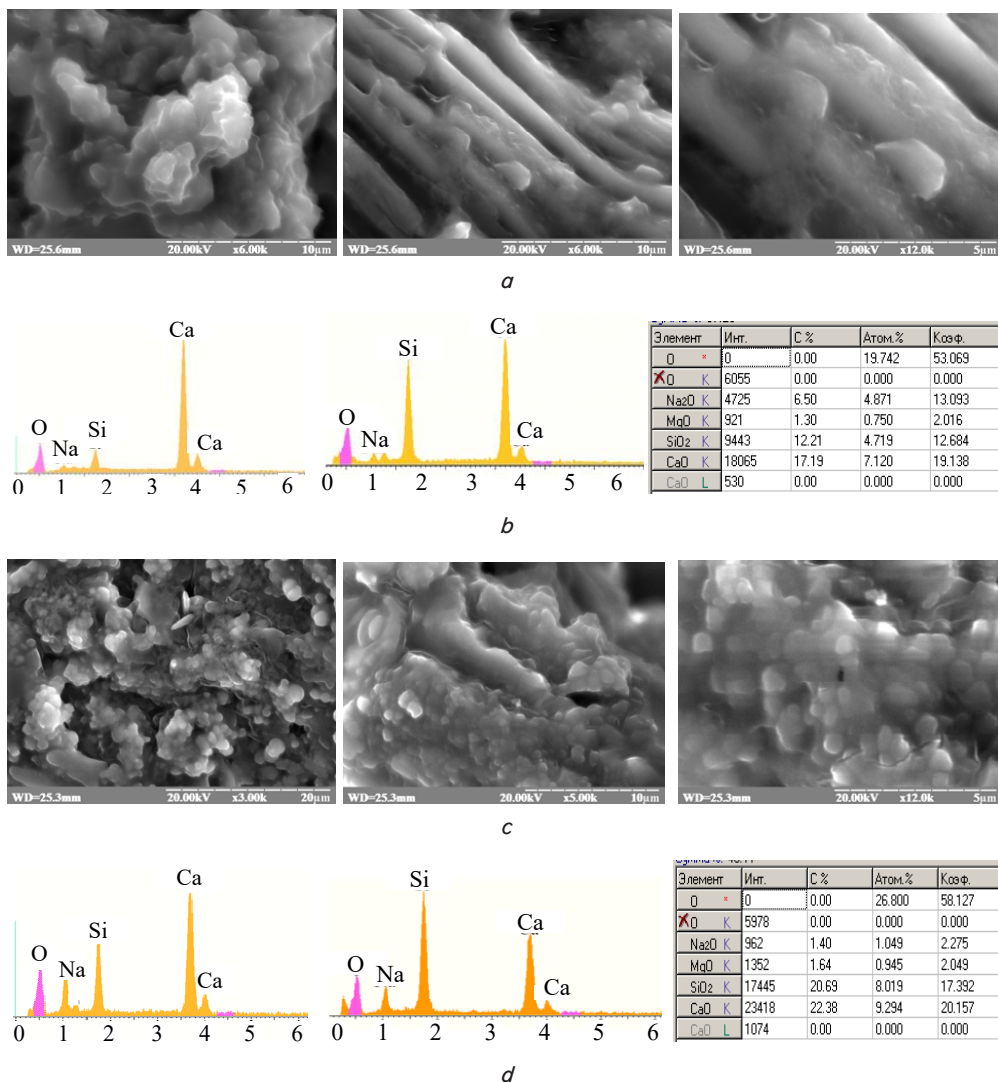 WD=25.6mm 20.00kV x6.00k 10µm
WD=25.6mm 20.00kV x6.00k 10µm
WD=25.6mm 20.00kV x12.0k 5µm
a
Ca
Si
O
Na
Ca
0 1 2 3 4 5 6
Ca
Si
O
Na
Ca
0 1 2 3 4 5 6
Элемент Инт. C % Атом.% Коэф.
O * 0 0.00 19.742 53.069
O K 6055 0.00 0.000 0.000
Na2O K 4725 6.50 4.871 13.093
MgO K 921 1.30 0.750 2.016
SiO2 K 9443 12.21 4.719 12.684
CaO K 18065 17.19 7.120 19.138
CaO L 530 0.00 0.000 0.000
b
WD=25.3mm 20.00kV x3.00k 20µm
WD=25.3mm 20.00kV x5.00k 10µm
WD=25.3mm 20.00kV x12.0k 5µm
c
Ca
Si
O
Na
Ca
0 1 2 3 4 5 6
Si
Ca
O
Na
Ca
0 1 2 3 4 5 6
Элемент Инт. C % Атом.% Коэф.
O * 0 0.00 26.800 58.127
O K 5978 0.00 0.000 0.000
Na2O K 962 1.40 1.049 2.275
MgO K 1352 1.64 0.945 2.049
SiO2 K 17445 20.69 8.019 17.392
CaO K 23418 22.38 9.294 20.157
CaO L 1074 0.00 0.000 0.000
d